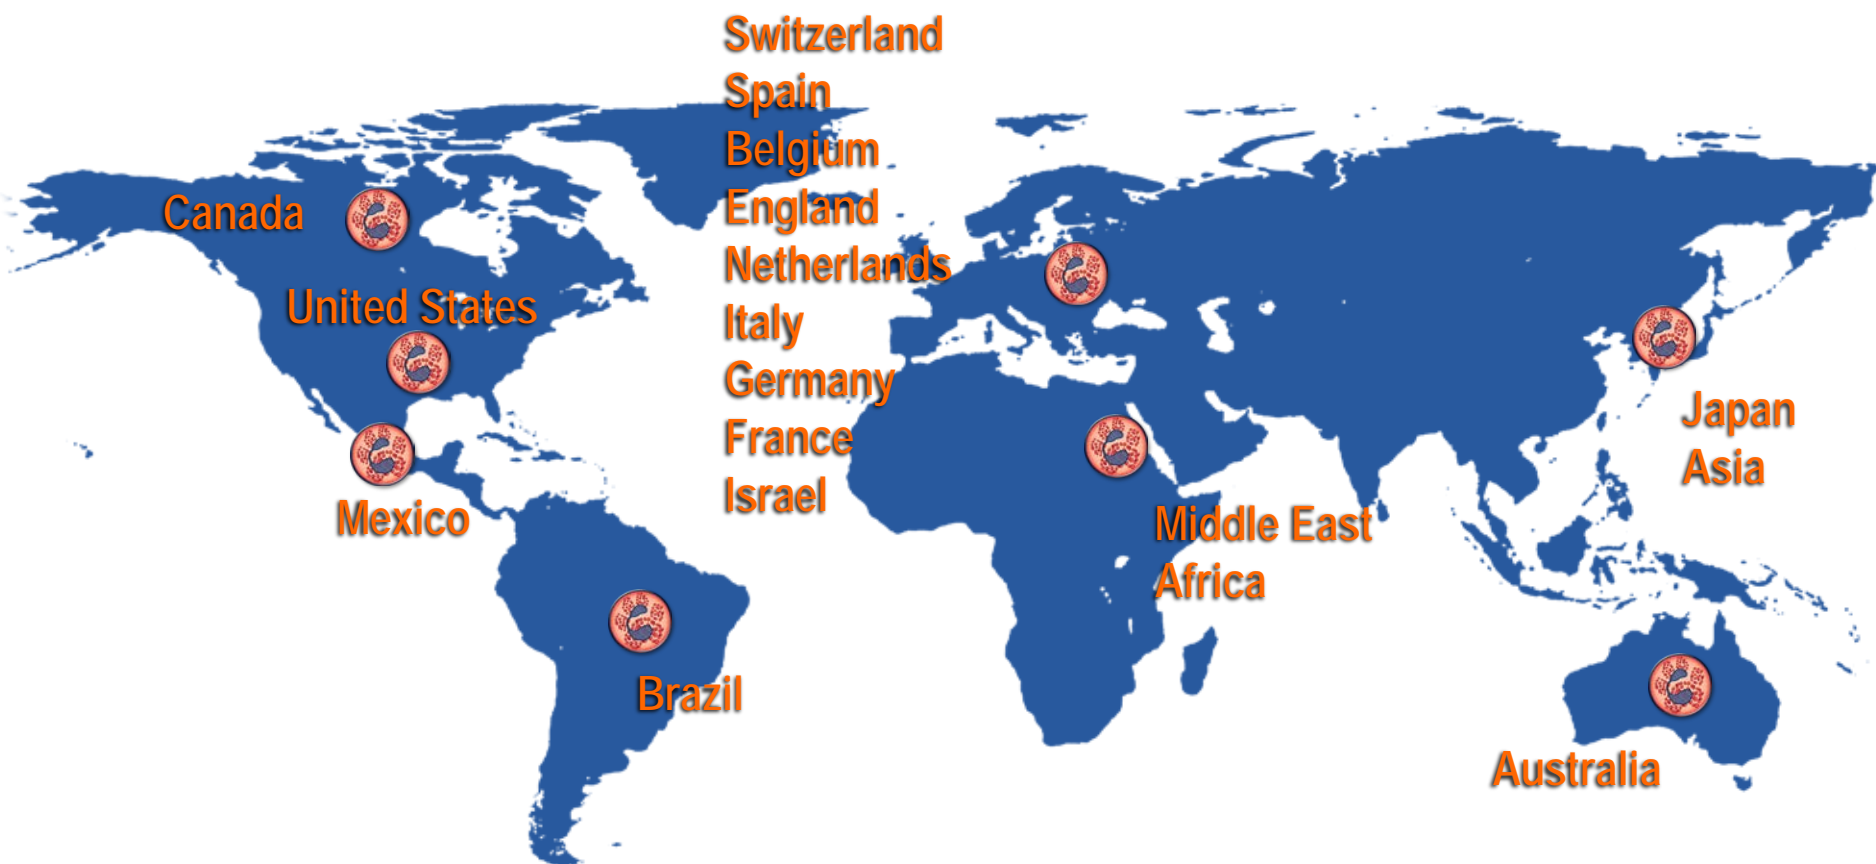 Switzerland
Spain
Belgium
England
Netherlands
Italy
Germany
France
Israel
Canada
United States
Mexico
Brazil
Middle East
Africa
Japan
Asia
Australia